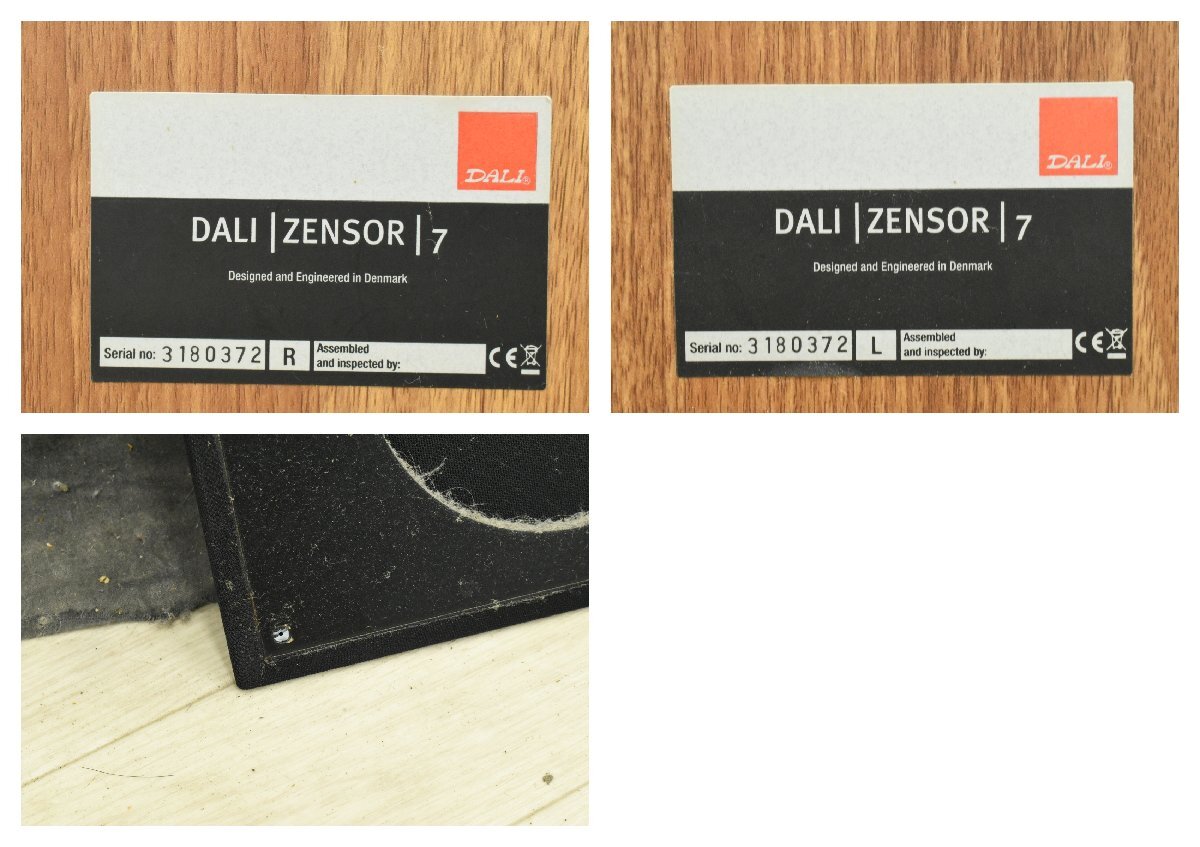 DALI®
DALI | ZENSOR | 7
Designed and Engineered in Denmark
Serial no: 3180372 R Assembled
and inspected by:
CE
DALI®
DALI | ZENSOR | 7
Designed and Engineered in Denmark
Serial no: 3180372 L Assembled
and inspected by:
CE